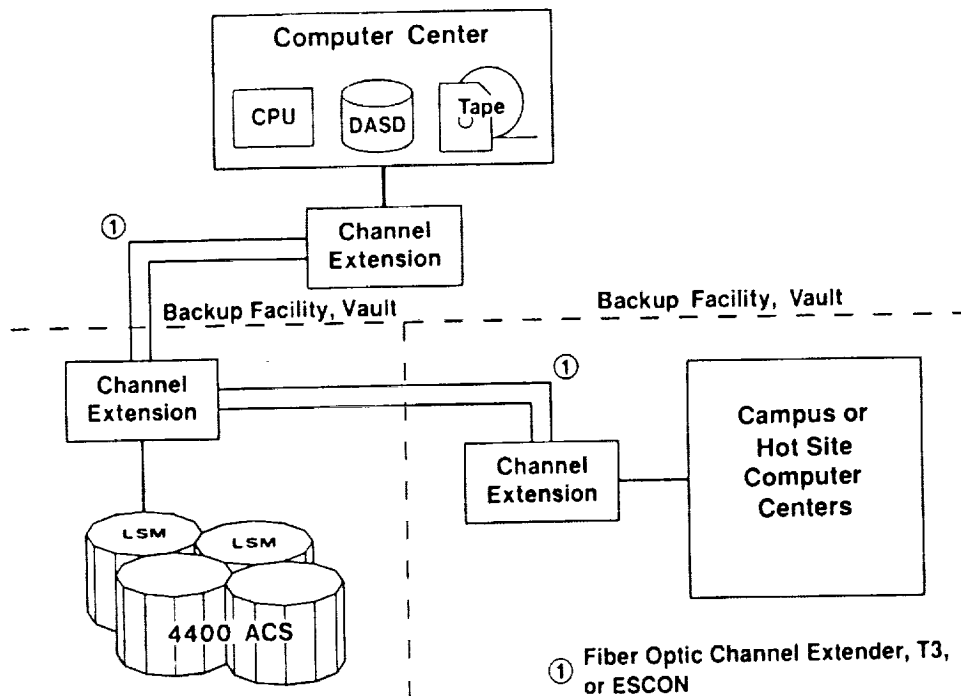 Computer Center
CPU
DASD
Tape
①
Channel
Extension
Backup Facility, Vault
Backup Facility, Vault
Channel
Extension
①
Channel
Extension
Campus or
Hot Site
Computer
Centers
LSM
LSM
4400 ACS
① Fiber Optic Channel Extender, T3,
or ESCON